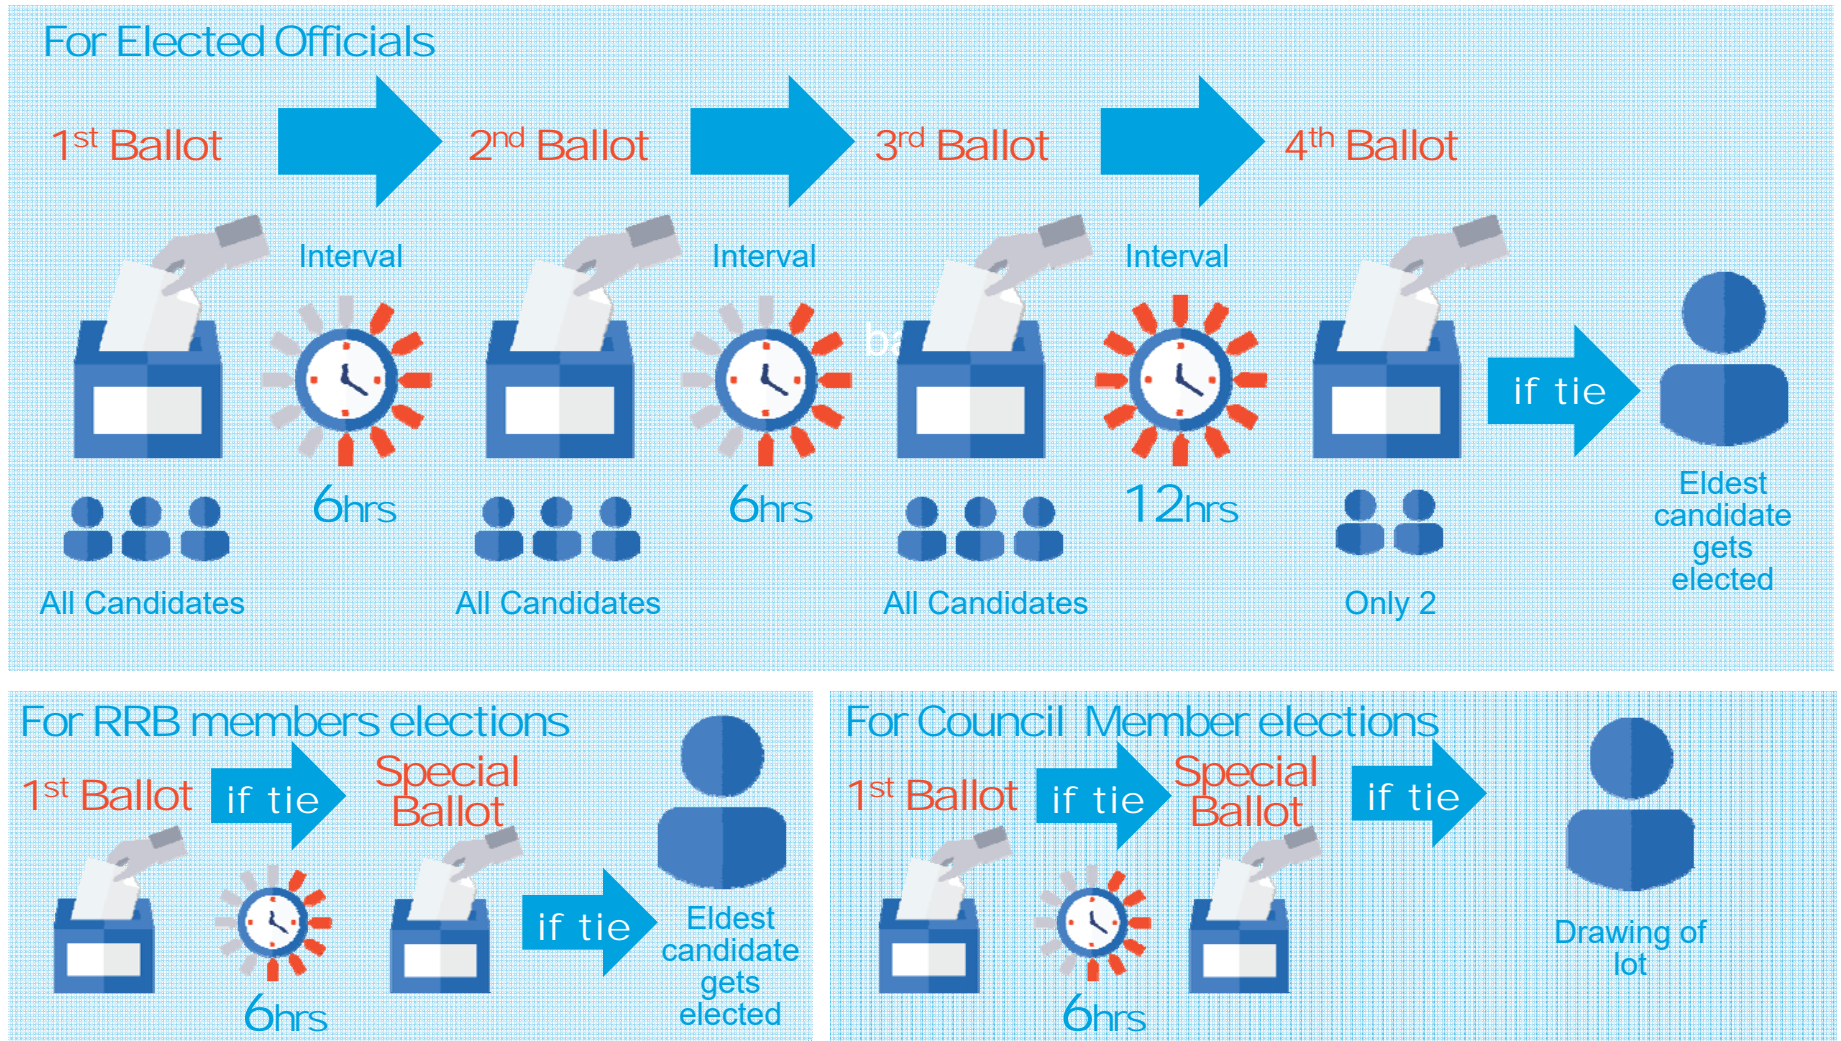 For Elected Officials
1st Ballot
2nd Ballot
3rd Ballot
4th Ballot
Interval
Interval
Interval
if tie
6hrs
6hrs
12hrs
All Candidates
All Candidates
All Candidates
Only 2
Eldest
candidate
gets
elected
For RRB members elections
1st Ballot
if tie
Special
Ballot
6hrs
if tie
Eldest
candidate
gets
elected
For Council Member elections
1st Ballot
if tie
Special
Ballot
if tie
6hrs
Drawing of
lot